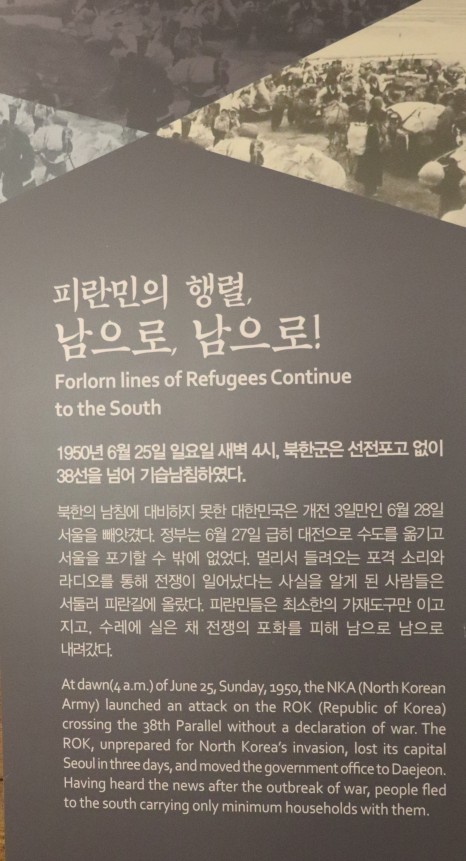 피란민의 행렬,
남으로, 남으로!
Forlorn lines of Refugees Continue
to the South
1950년 6월 25일 일요일 새벽 4시, 북한군은 선전포고 없이
38선을 넘어 기습남침하였다.
북한의 남침에 대비하지 못한 대한민국은 개전 3일만인 6월 28일
서울을 빼앗겼다. 정부는 6월 27일 급히 대전으로 수도를 옮기고
서울을 포기할 수 밖에 없었다. 멀리서 들려오는 포격 소리와
라디오를 통해 전쟁이 일어났다는 사실을 알게 된 사람들은
서둘러 피란길에 올랐다. 피란민들은 최소한의 가재도구만 이고
지고, 수레에 실은 채 전쟁의 포화를 피해 남으로 남으로
내려갔다.
At dawn(4 a.m.) of June 25, Sunday, 1950, the NKA (North Korean
Army) launched an attack on the ROK (Republic of Korea)
crossing the 38th Parallel without a declaration of war. The
ROK, unprepared for North Korea's invasion, lost its capital
Seoul in three days, and moved the government office to Daejeon.
Having heard the news after the outbreak of war, people fled
to the south carrying only minimum households with them.